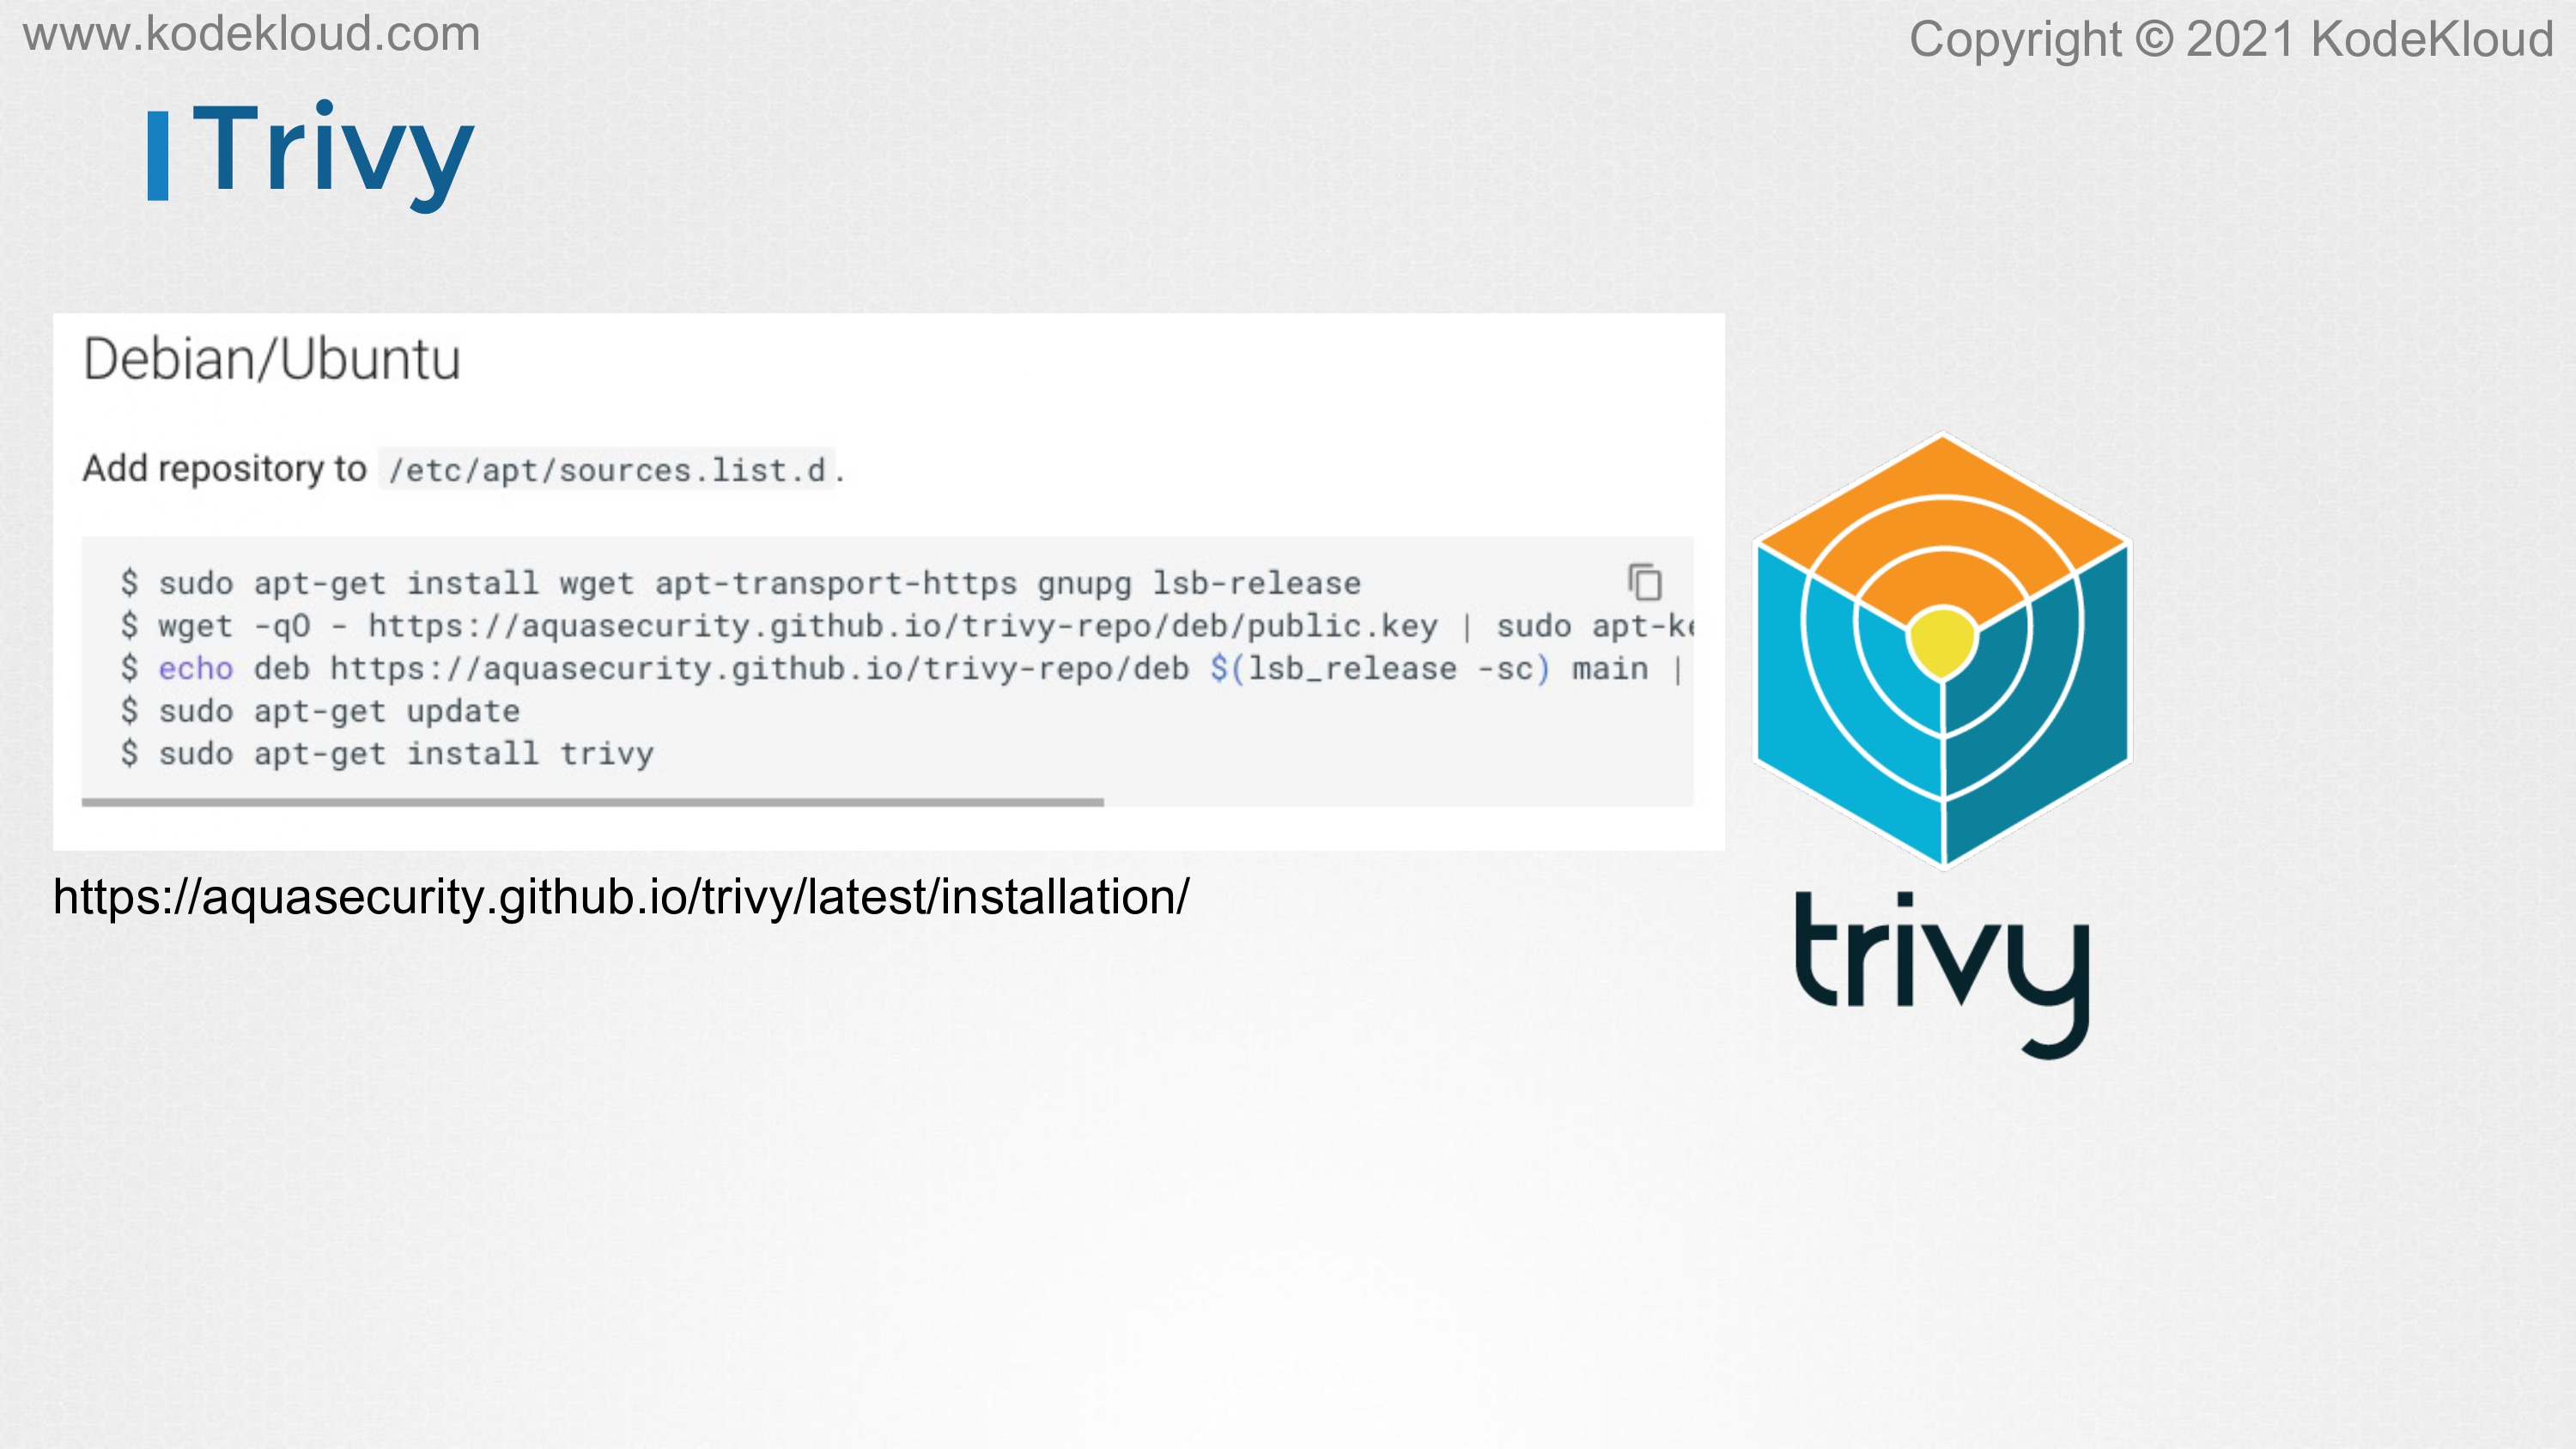 www.kodekloud.com
Copyright © 2021 KodeKloud
Trivy
Debian/Ubuntu
Add repository to /etc/apt/sources.list.d.
$ sudo apt-get install wget apt-transport-https gnupg lsb-release
$ wget -qO - https://aquasecurity.github.io/trivy-repo/deb/public.key | sudo
$ echo deb https://aquasecurity.github.io/trivy-repo/deb $(lsb_release -sc) main |
$ sudo apt-get update
$ sudo apt-get install trivy
https://aquasecurity.github.io/trivy/latest/installation/
trivy